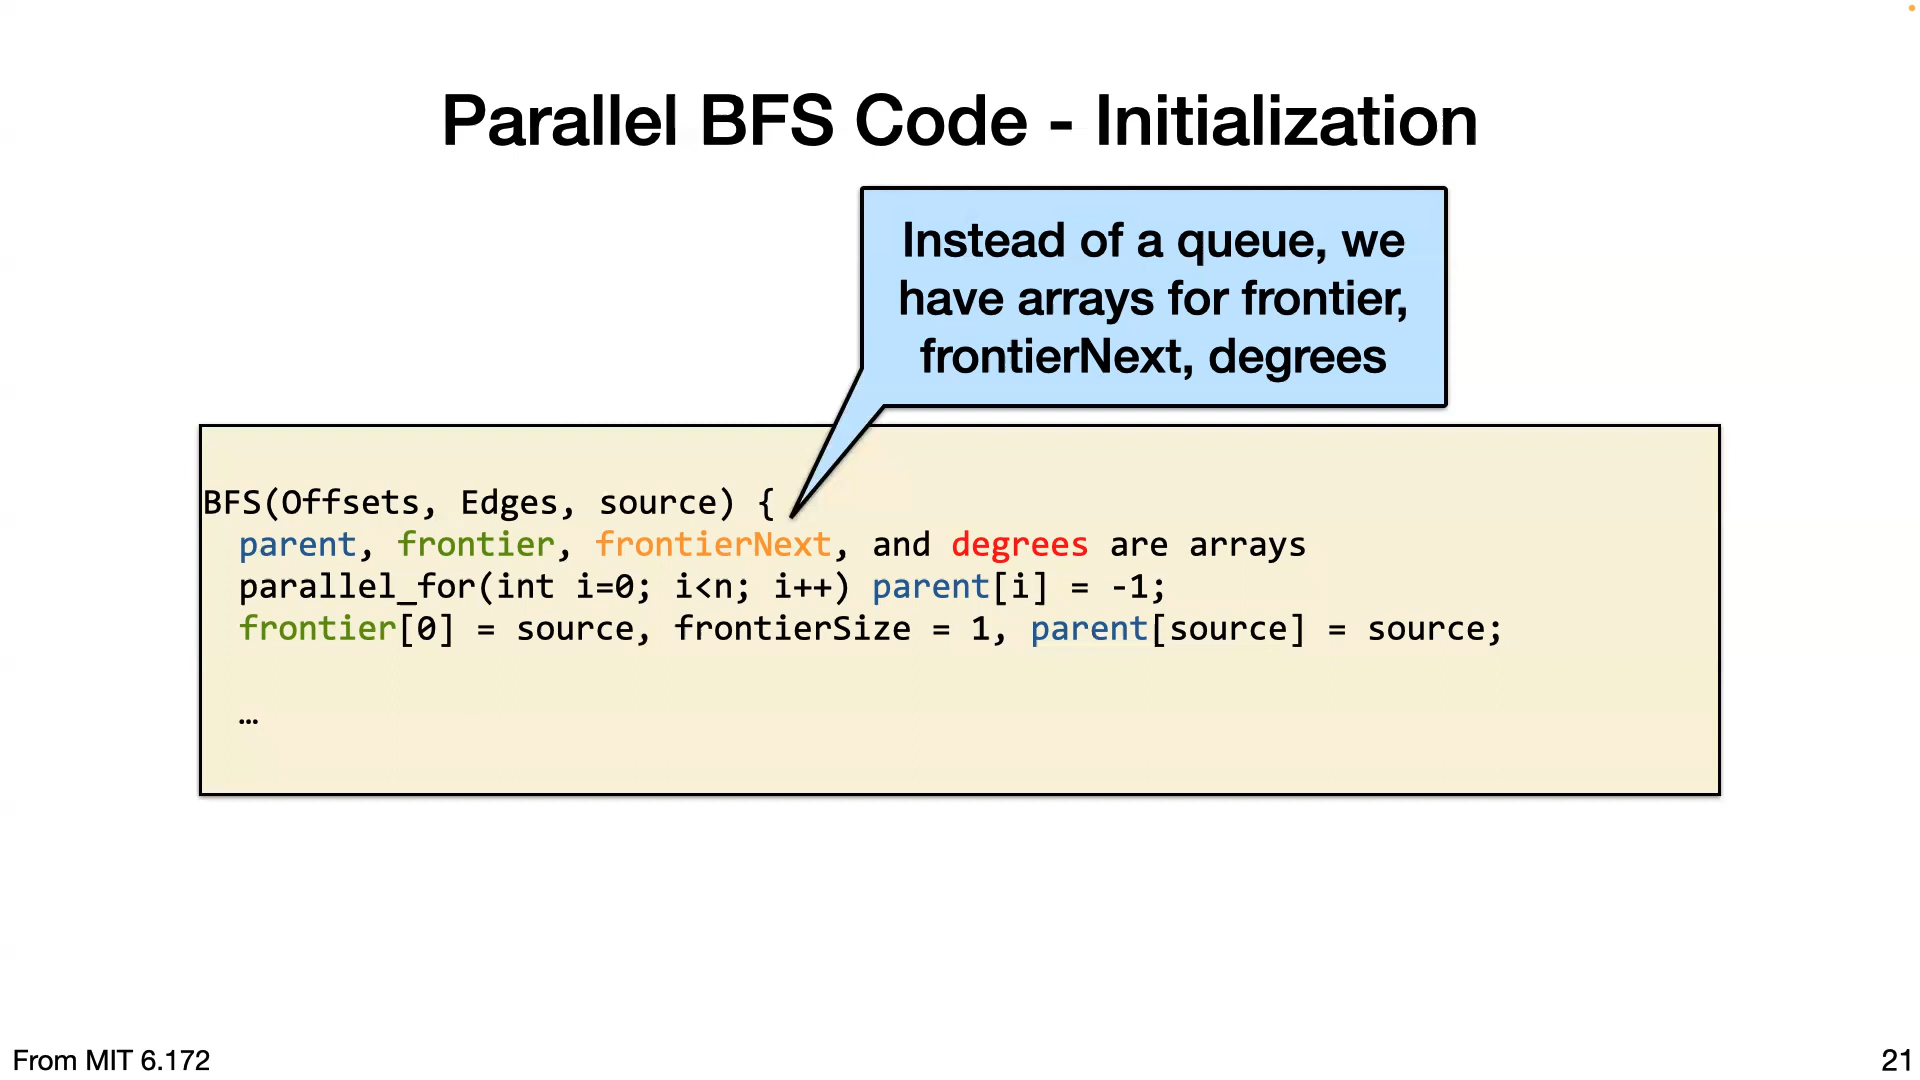 Parallel BFS Code - Initialization
Instead of a queue, we
have arrays for frontier,
frontierNext, degrees
BFS(Offsets, Edges, source) {
parent, frontier, frontierNext, and degrees are arrays
parallel_for(int i=0; i<n; i++) parent[i] = -1;
frontier[0] = source, frontierSize = 1, parent[source] = source;
…
From MIT 6.172
21